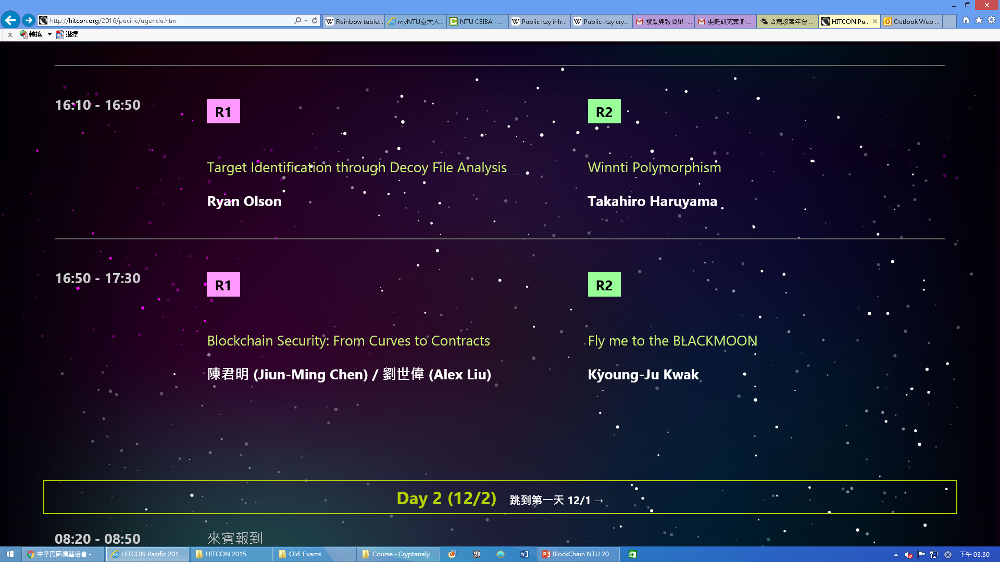 http://hitcon.org/2016/pacific/agenda.htm
Rainbow table...
myNTU臺大人...
NTU CEIBA - ...
Public key infr...
Public-key cry...
發票與報價單 -...
委託研究案 計...
台灣駭客年會 ...
HITCON Pa...
Outlook Web ...
轉換
選擇
16:10 - 16:50
R1
R2
Target Identification through Decoy File Analysis
Winnti Polymorphism
Ryan Olson
Takahiro Haruyama
16:50 - 17:30
R1
R2
Blockchain Security: From Curves to Contracts
Fly me to the BLACKMOON
陳君明 (Jiun-Ming Chen) / 劉世偉 (Alex Liu)
Kyoung-Ju Kwak
Day 2 (12/2) 跳到第一天 12/1 →
08:20 - 08:50
來賓報到
中華民國橋藝協會 - ...
HITCON Pacific 201...
HITCON 2015
Old_Exams
Course - Cryptanaly...
BlockChain NTU 20...
下午 03:30